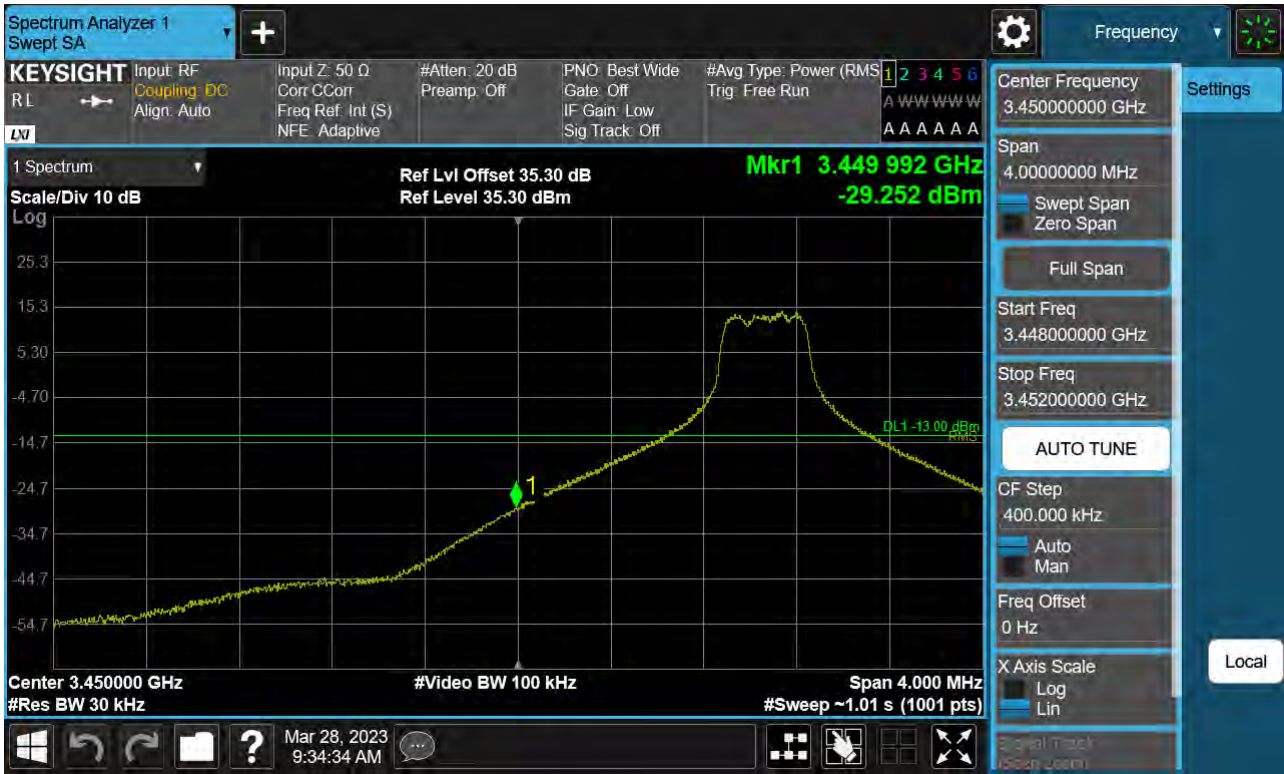 Spectrum Analyzer 1
Swept SA
+
Frequency
KEYSIGHT
RL
LXI
Input: RF
Coupling: DC
Align: Auto
Input Z: 50 Ω
Corr CCorr
Freq Ref: Int (S)
NFE: Adaptive
#Atten: 20 dB
Preamp: Off
PNO: Best Wide
Gate: Off
IF Gain: Low
Sig Track: Off
#Avg Type: Power (RMS
Trig: Free Run
1 2 3 4 5 6
A W W W W W
A A A A A A
1 Spectrum
Scale/Div 10 dB
Log
Ref Lvl Offset 35.30 dB
Ref Level 35.30 dBm
Mkr1 3.449 992 GHz
-29.252 dBm
25.3
15.3
5.30
-4.70
-14.7
-24.7
-34.7
-44.7
-54.7
DL1 -13.00 dBm
RMS
1
Center 3.450000 GHz
#Res BW 30 kHz
#Video BW 100 kHz
Span 4.000 MHz
#Sweep ~1.01 s (1001 pts)
Mar 28, 2023
9:34:34 AM
?
Center Frequency
3.450000000 GHz
Span
4.00000000 MHz
Swept Span
Zero Span
Full Span
Start Freq
3.448000000 GHz
Stop Freq
3.452000000 GHz
AUTO TUNE
CF Step
400.000 kHz
Auto
Man
Freq Offset
0 Hz
X Axis Scale
Log
Lin
Signal Track
(Span Zoom)
Settings
Local